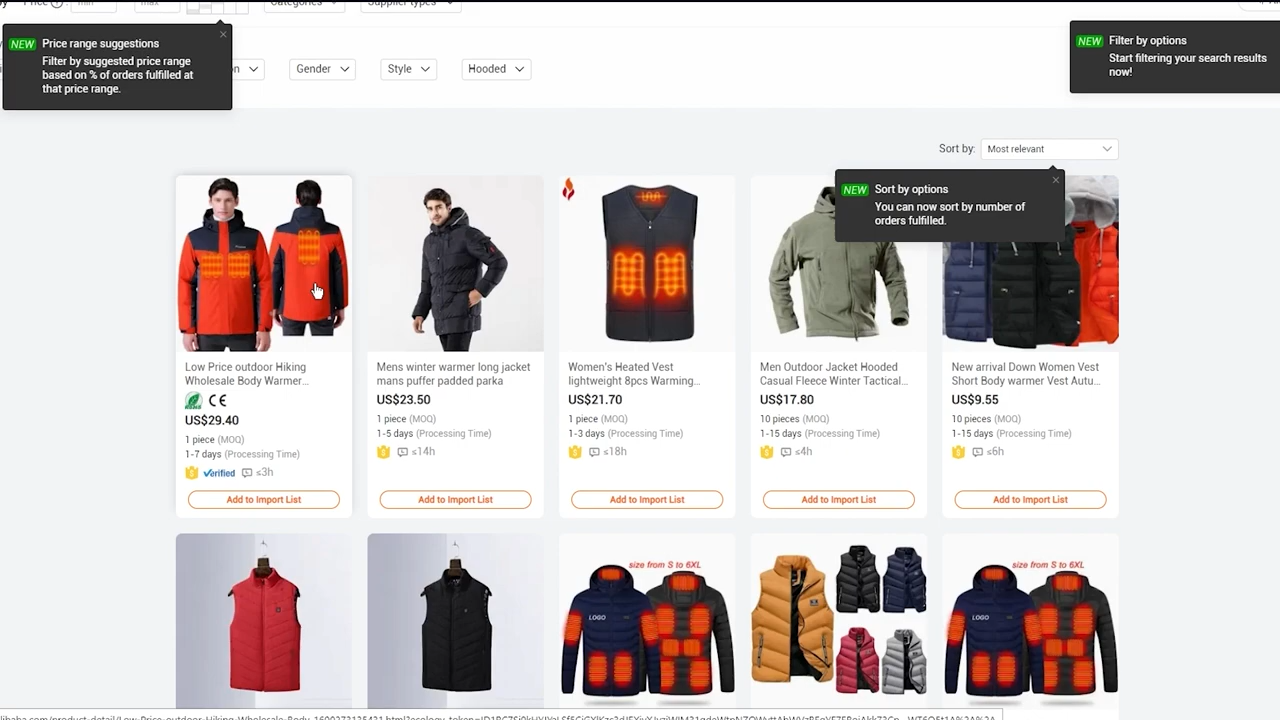 Price
min
max
Categories
Supplier types
NEW Price range suggestions
Filter by suggested price range
based on % of orders fulfilled at
that price range.
NEW Filter by options
Start filtering your search results
now!
Gender
Style
Hooded
Sort by: Most relevant
NEW Sort by options
You can now sort by number of
orders fulfilled.
Low Price outdoor Hiking
Wholesale Body Warmer...
CE
US$29.40
1 piece (MOQ)
1-7 days (Processing Time)
Verified ≤3h
Add to Import List
Mens winter warmer long jacket
mans puffer padded parka
US$23.50
1 piece (MOQ)
1-5 days (Processing Time)
≤14h
Add to Import List
Women's Heated Vest
lightweight 8pcs Warming...
US$21.70
1 piece (MOQ)
1-3 days (Processing Time)
≤18h
Add to Import List
Men Outdoor Jacket Hooded
Casual Fleece Winter Tactical...
US$17.80
10 pieces (MOQ)
1-15 days (Processing Time)
≤4h
Add to Import List
New arrival Down Women Vest
Short Body warmer Vest Autu...
US$9.55
10 pieces (MOQ)
1-15 days (Processing Time)
≤6h
Add to Import List
size from S to 6XL
LOGO
size from S to 6XL
LOGO